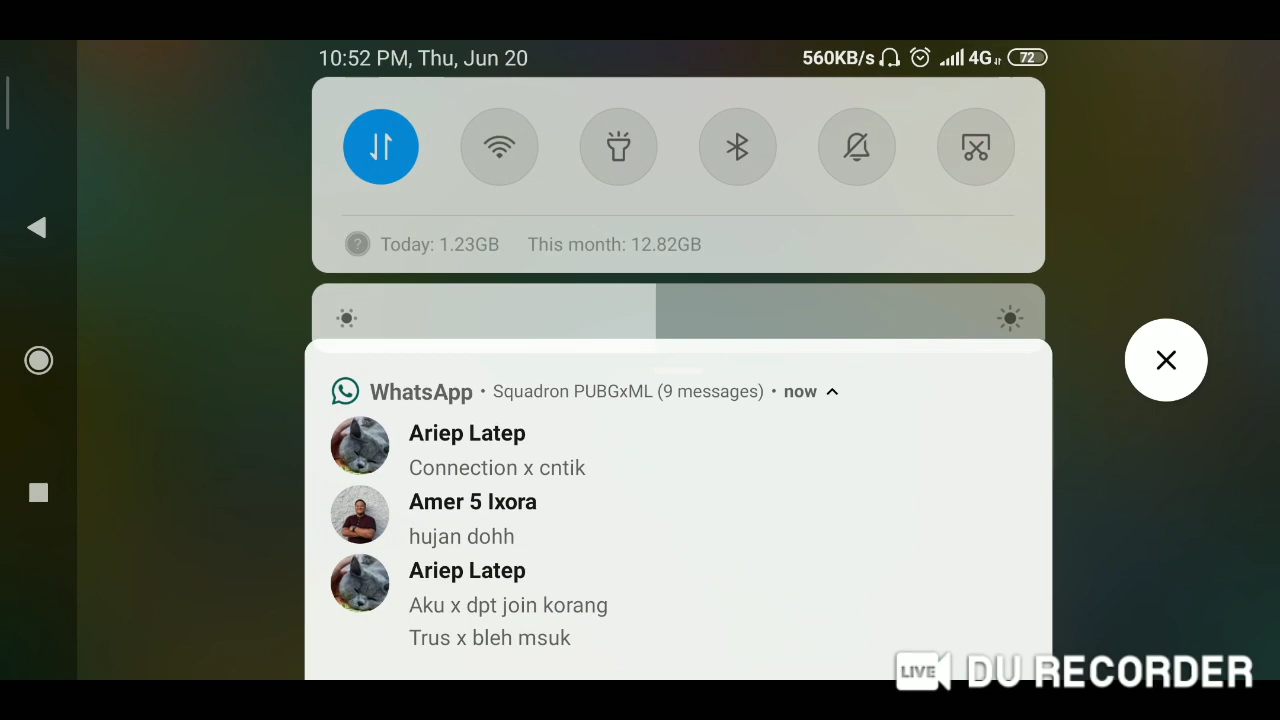 10:52 PM, Thu, Jun 20
560KB/s 4G 72
Today: 1.23GB This month: 12.82GB
WhatsApp • Squadron PUBGxML (9 messages) • now
Ariep Latep
Connection x cntik
Amer 5 Ixora
hujan dohh
Ariep Latep
Aku x dpt join korang
Trus x bleh msuk
LIVE DU RECORDER